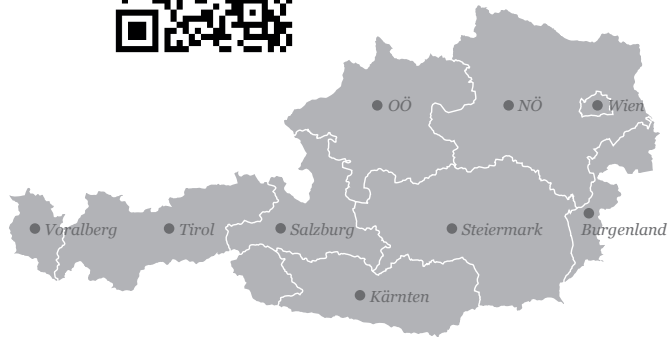 OÖ
NÖ
Wien
Voralberg
Tirol
Salzburg
Steiermark
Burgenland
Kärnten